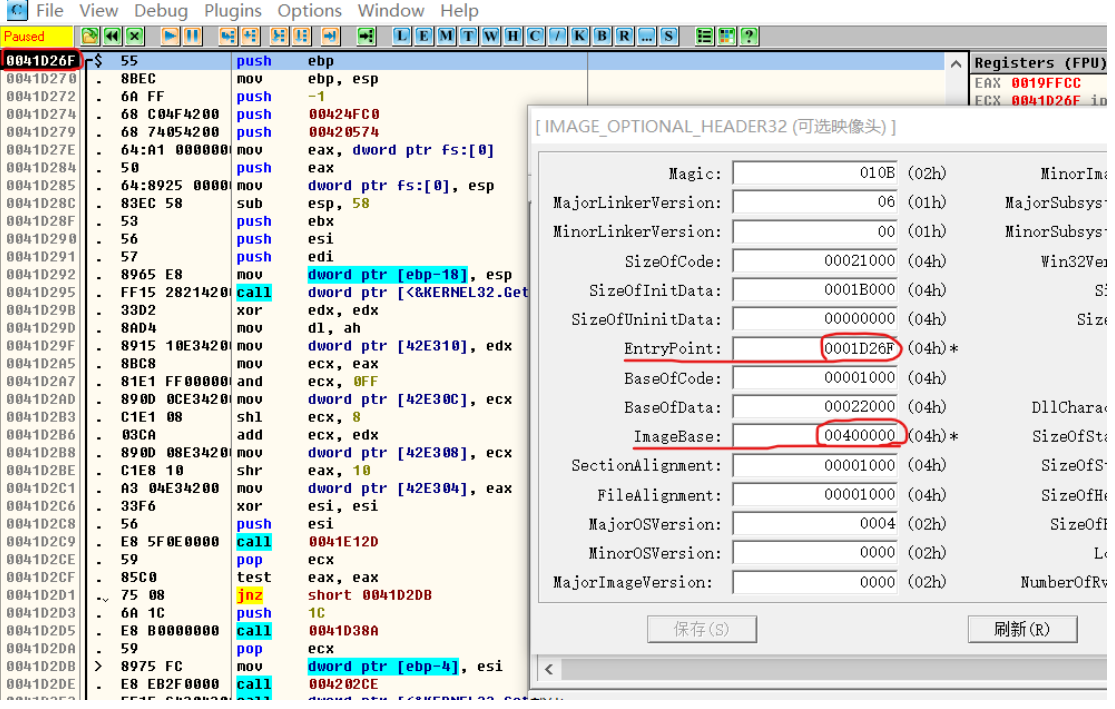 C File View Debug Plugins Options Window Help
Paused L E M T W H C / K B R ... S ?
0041D26F $ 55 push ebp
0041D270 . 8BEC mov ebp, esp
0041D272 . 6A FF push -1
0041D274 . 68 C04F4200 push 00424FC0
0041D279 . 68 74054200 push 00420574
0041D27E . 64:A1 000000 mov eax, dword ptr fs:[0]
0041D284 . 50 push eax
0041D285 . 64:8925 0000 mov dword ptr fs:[0], esp
0041D28C . 83EC 58 sub esp, 58
0041D28F . 53 push ebx
0041D290 . 56 push esi
0041D291 . 57 push edi
0041D292 . 8965 E8 mov dword ptr [ebp-18], esp
0041D295 . FF15 28214200 call dword ptr [<&KERNEL32.Get
0041D29B . 33D2 xor edx, edx
0041D29D . 8AD4 mov dl, ah
0041D29F . 8915 10E34200 mov dword ptr [42E310], edx
0041D2A5 . 8BC8 mov ecx, eax
0041D2A7 . 81E1 FF000000 and ecx, 0FF
0041D2AD . 890D 0CE34200 mov dword ptr [42E30C], ecx
0041D2B3 . C1E1 08 shl ecx, 8
0041D2B6 . 03CA add ecx, edx
0041D2B8 . 890D 08E34200 mov dword ptr [42E308], ecx
0041D2BE . C1E8 10 shr eax, 10
0041D2C1 . A3 04E34200 mov dword ptr [42E304], eax
0041D2C6 . 33F6 xor esi, esi
0041D2C8 . 56 push esi
0041D2C9 . E8 5F0E0000 call 0041E12D
0041D2CE . 59 pop ecx
0041D2CF . 85C0 test eax, eax
0041D2D1 . 75 08 jnz short 0041D2DB
0041D2D3 . 6A 1C push 1C
0041D2D5 . E8 B0000000 call 0041D38A
0041D2DA . 59 pop ecx
0041D2DB > 8975 FC mov dword ptr [ebp-4], esi
0041D2DE . E8 EB2F0000 call 004202CE
Registers (FPU)
EAX 0019FFCC
ECX 0041D26F ip
[ IMAGE_OPTIONAL_HEADER32 (可选映像头) ]
Magic: 010B (02h) MinorIma
MajorLinkerVersion: 06 (01h) MajorSubsys
MinorLinkerVersion: 00 (01h) MinorSubsys
SizeOfCode: 00021000 (04h) Win32Ver
SizeOfInitData: 0001B000 (04h) Si
SizeOfUninitData: 00000000 (04h) Size
EntryPoint: 0001D26F (04h)*
BaseOfCode: 00001000 (04h)
BaseOfData: 00022000 (04h) DllCharac
ImageBase: 00400000 (04h)* SizeOfSta
SectionAlignment: 00001000 (04h) SizeOfS
FileAlignment: 00001000 (04h) SizeOfHe
MajorOSVersion: 0004 (02h) SizeOf
MinorOSVersion: 0000 (02h) Lo
MajorImageVersion: 0000 (02h) NumberOfRv
保存(S) 刷新(R)